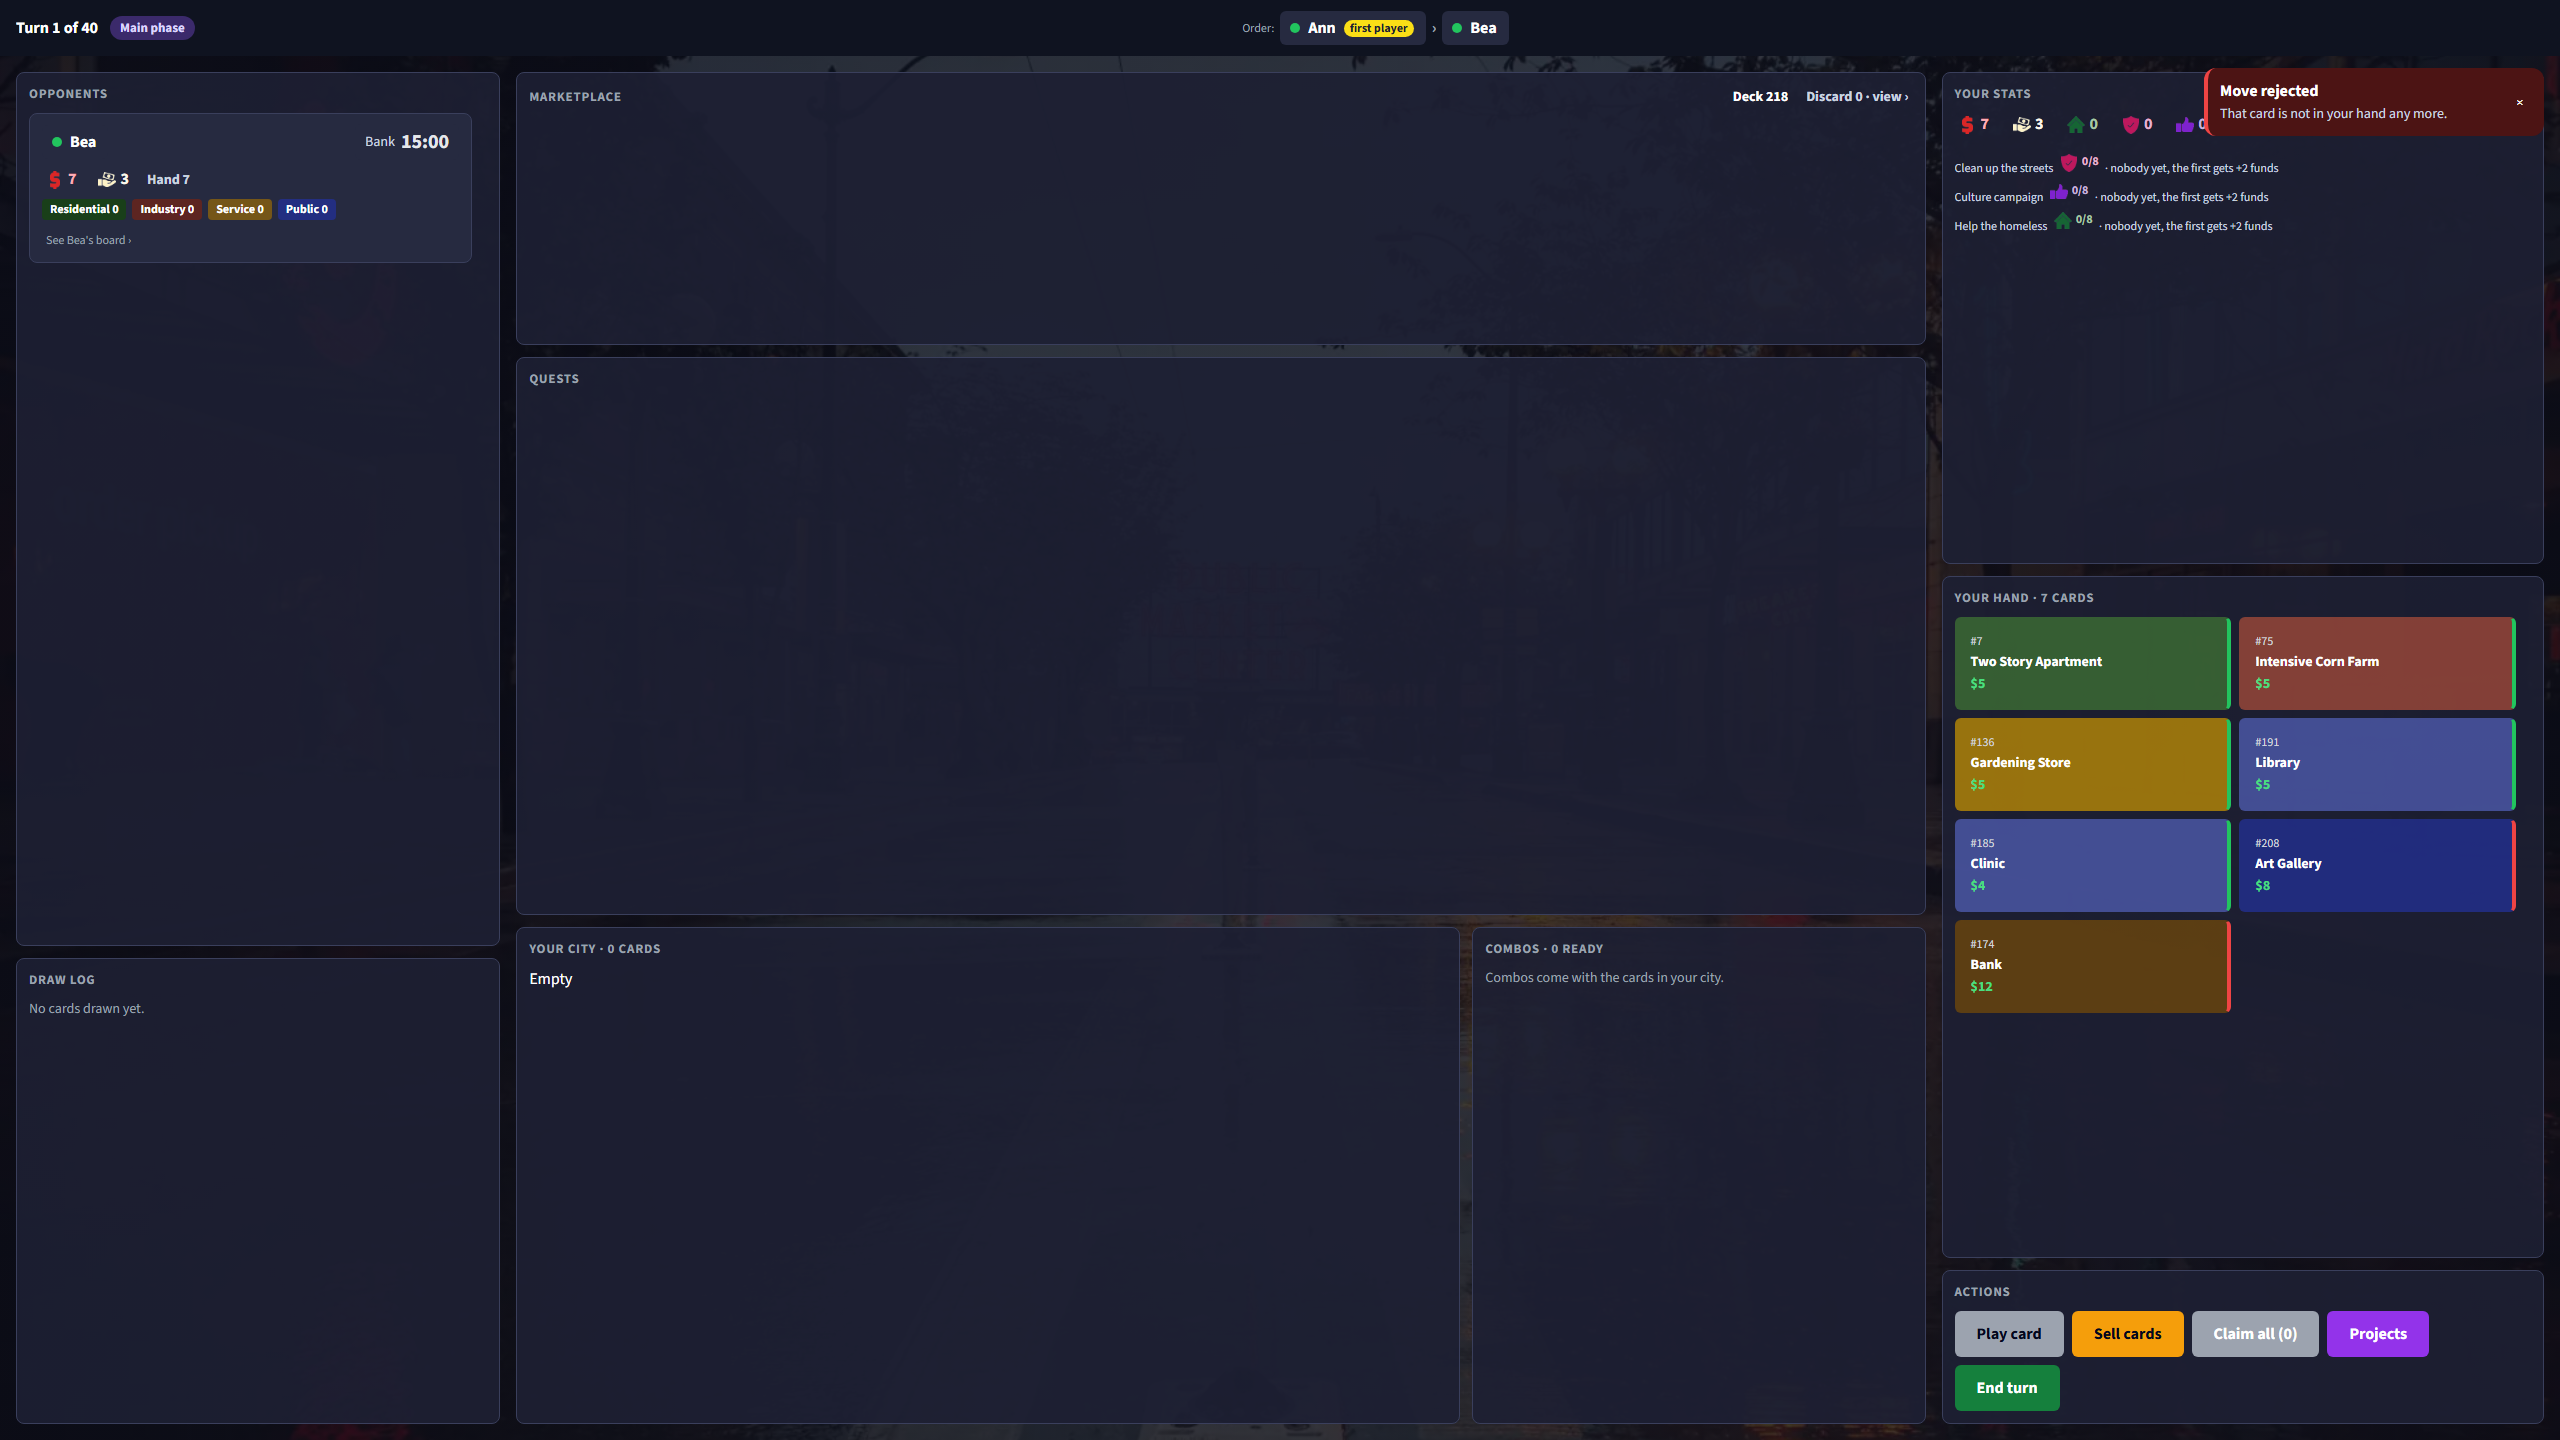 Turn 1 of 40 Main phase
Order: Ann first player › Bea
OPPONENTS
Bea Bank 15:00
7 3 Hand 7
Residential 0 Industry 0 Service 0 Public 0
See Bea's board ›
DRAW LOG
No cards drawn yet.
MARKETPLACE Deck 218 Discard 0 · view ›
QUESTS
YOUR CITY · 0 CARDS
Empty
COMBOS · 0 READY
Combos come with the cards in your city.
YOUR STATS
7 3 0 0 0
Move rejected ×
That card is not in your hand any more.
Clean up the streets 0/8 · nobody yet, the first gets +2 funds
Culture campaign 0/8 · nobody yet, the first gets +2 funds
Help the homeless 0/8 · nobody yet, the first gets +2 funds
YOUR HAND · 7 CARDS
#7
Two Story Apartment
$5
#75
Intensive Corn Farm
$5
#136
Gardening Store
$5
#191
Library
$5
#185
Clinic
$4
#208
Art Gallery
$8
#174
Bank
$12
ACTIONS
Play card Sell cards Claim all (0) Projects
End turn